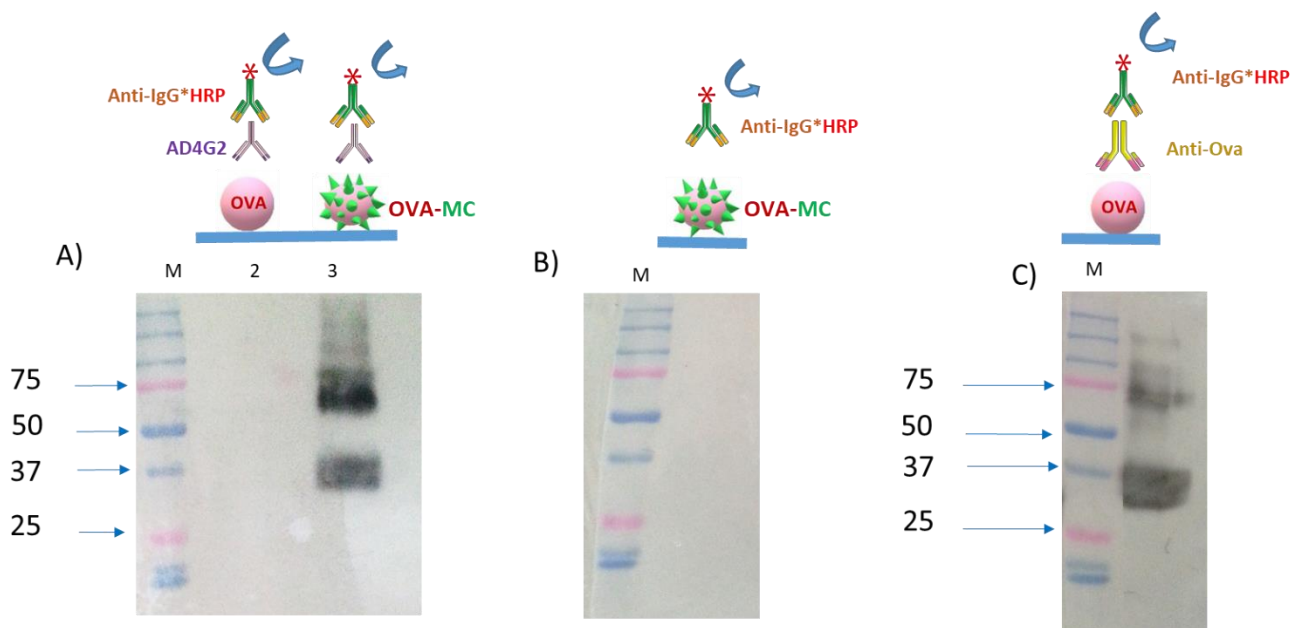 Anti-IgG*HRP
AD4G2
OVA
OVA-MC
A)
M 2 3
75
50
37
25
Anti-IgG*HRP
OVA-MC
B)
M
Anti-IgG*HRP
Anti-Ova
OVA
C)
M
75
50
37
25